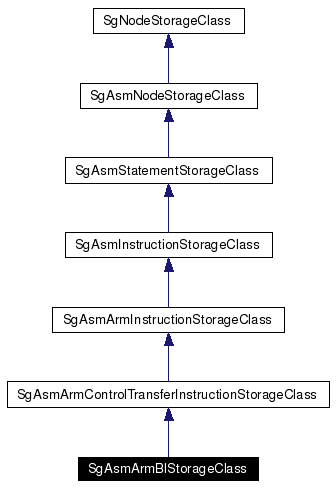 SgNodeStorageClass
SgAsmNodeStorageClass
SgAsmStatementStorageClass
SgAsmInstructionStorageClass
SgAsmArmInstructionStorageClass
SgAsmArmControlTransferInstructionStorageClass
SgAsmArmBlStorageClass